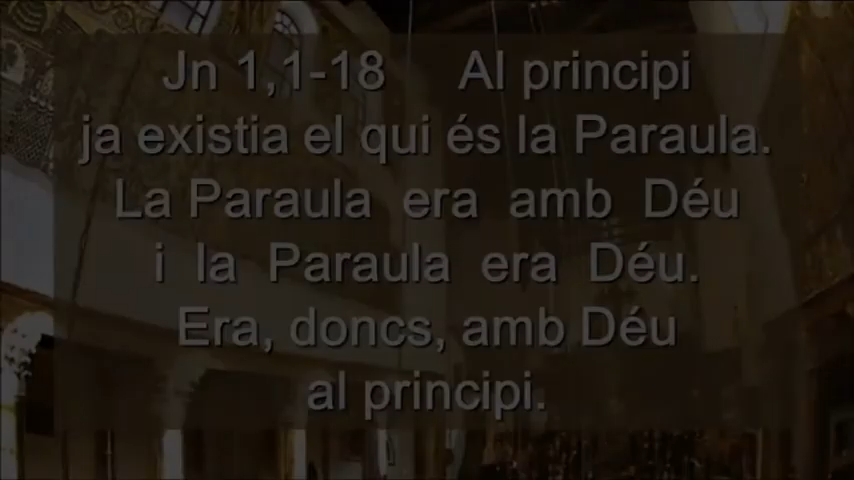 Jn 1,1-18 Al principi
ja existia el qui és la Paraula.
La Paraula era amb Déu
i la Paraula era Déu.
Era, doncs, amb Déu
al principi.